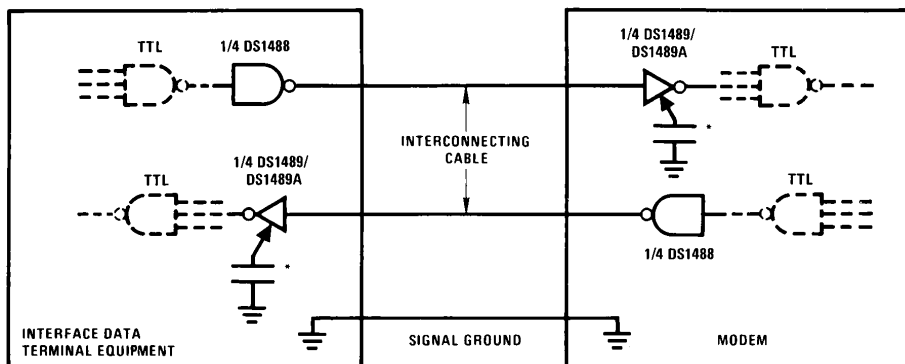 TTL
1/4 DS1488
1/4 DS1489/
DS1489A
TTL
*
INTERCONNECTING
CABLE
TTL
1/4 DS1489/
DS1489A
*
TTL
1/4 DS1488
INTERFACE DATA
TERMINAL EQUIPMENT
SIGNAL GROUND
MODEM